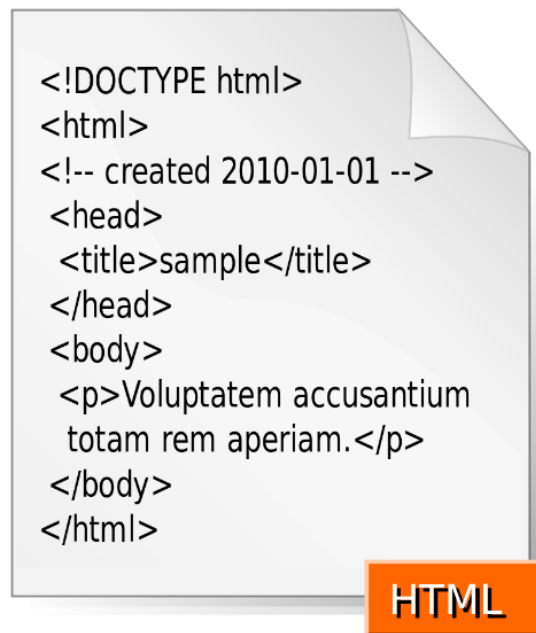 <!DOCTYPE html>
<html>
<!-- created 2010-01-01 -->
<head>
<title>sample</title>
</head>
<body>
<p>Voluptatem accusantium
totam rem aperiam.</p>
</body>
</html>
HTML